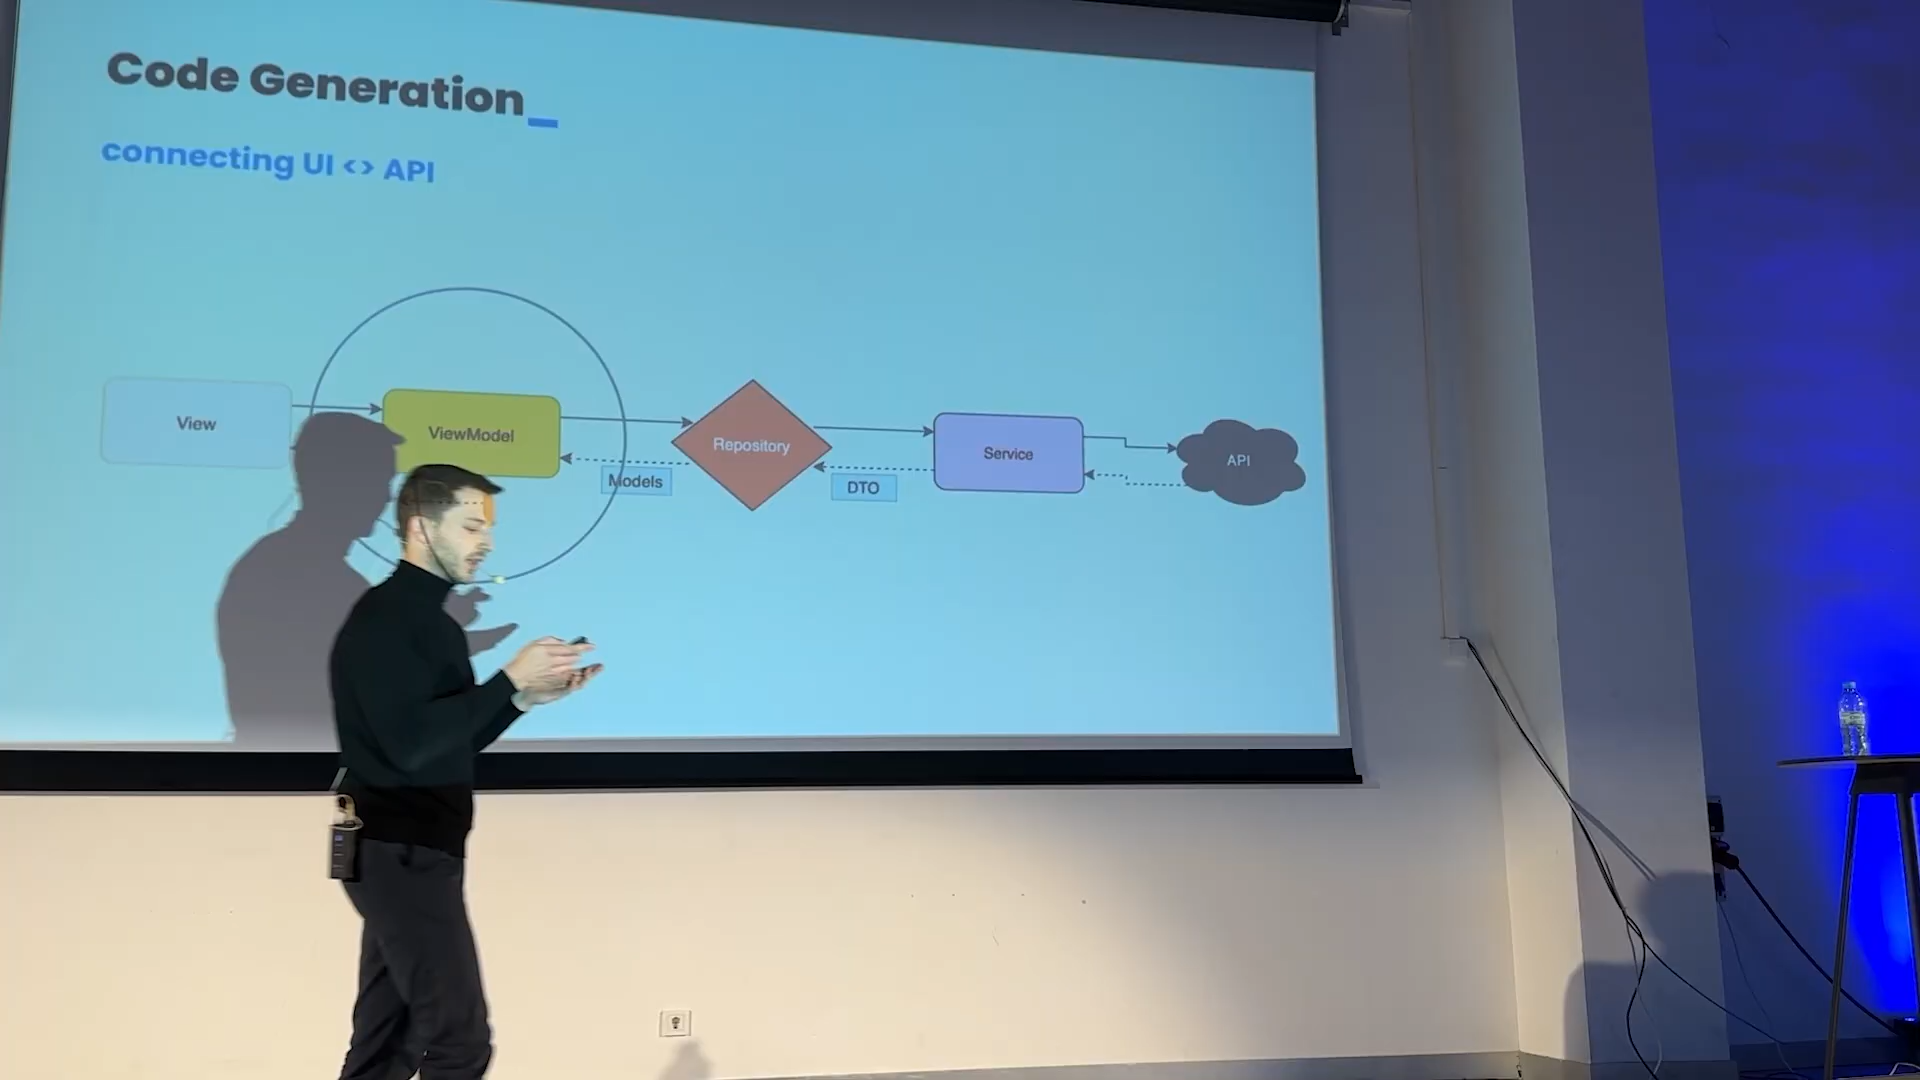 Code Generation_
connecting UI <> API
View
ViewModel
Repository
Service
API
Models
DTO